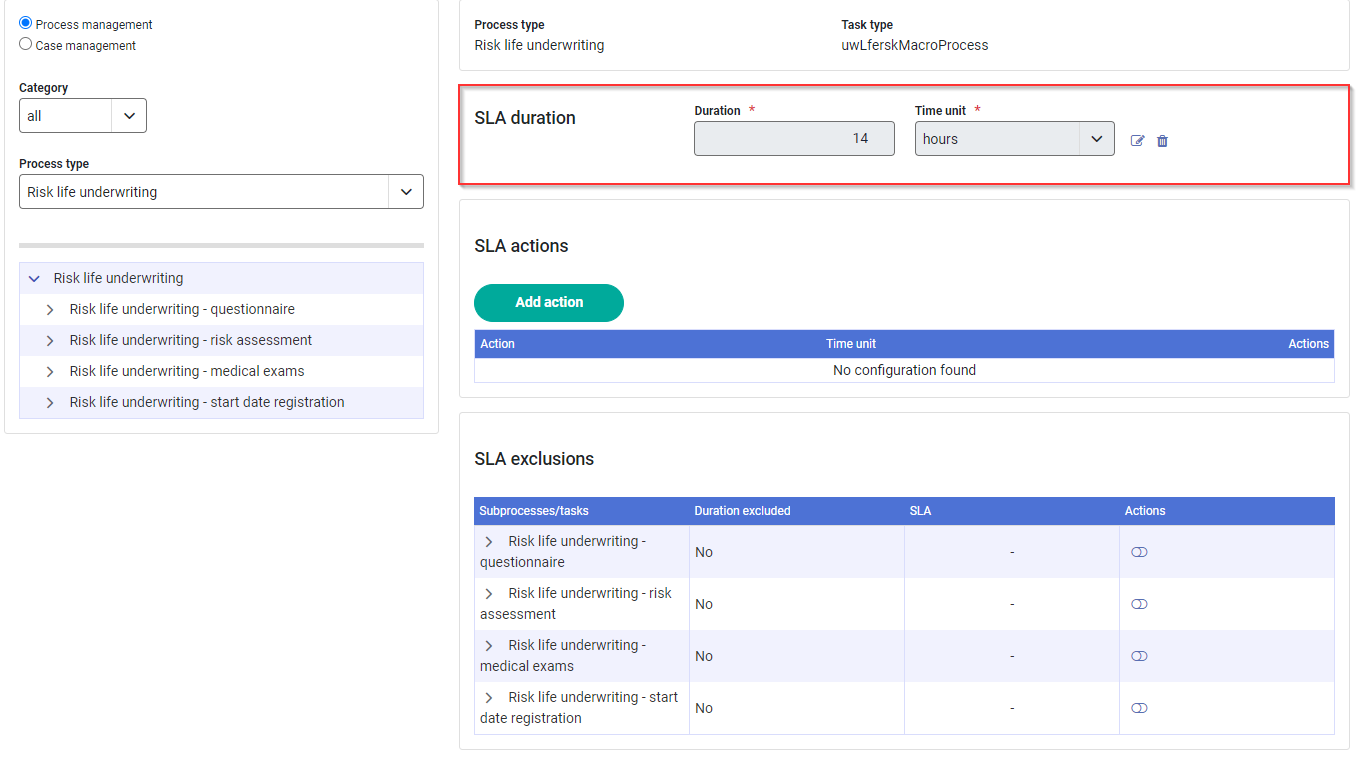 Process management
Case management
Category
all
Process type
Risk life underwriting
Risk life underwriting
Risk life underwriting - questionnaire
Risk life underwriting - risk assessment
Risk life underwriting - medical exams
Risk life underwriting - start date registration
Process type Task type
Risk life underwriting uwLferskMacroProcess
SLA duration
Duration * Time unit *
14 hours
SLA actions
Add action
Action Time unit Actions
No configuration found
SLA exclusions
Subprocesses/tasks Duration excluded SLA Actions
Risk life underwriting -
questionnaire
No -
Risk life underwriting - risk
assessment
No -
Risk life underwriting -
medical exams
No -
Risk life underwriting - start
date registration
No -